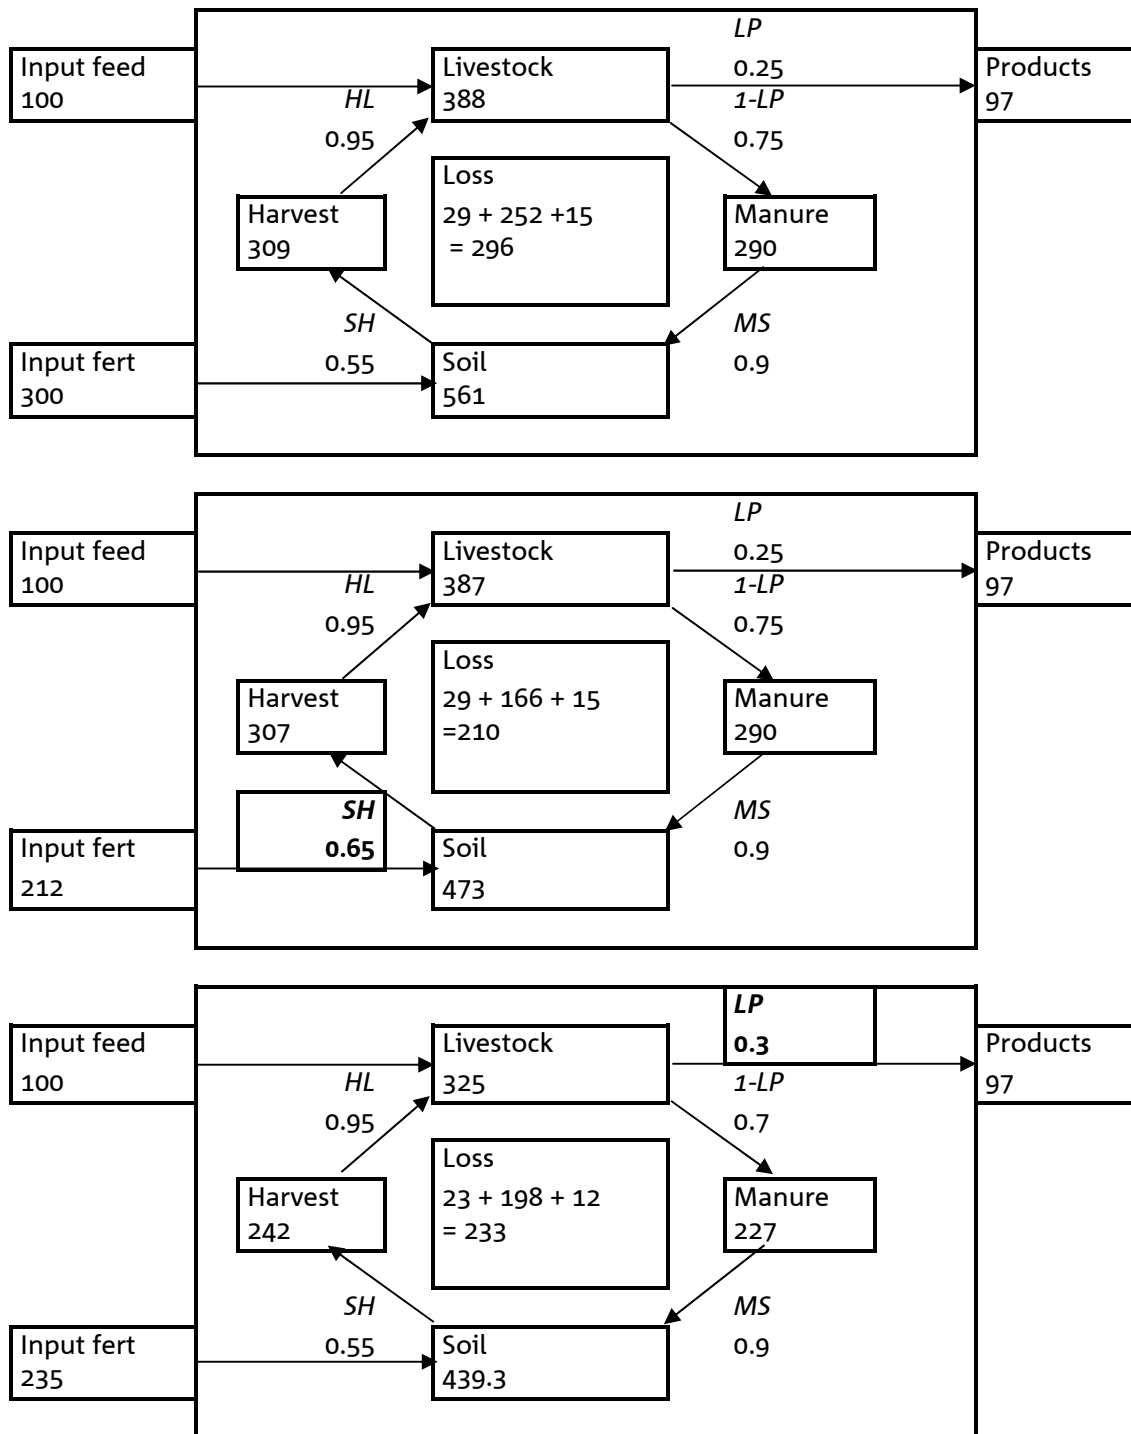 LP
Input feed
100
Livestock
388
0.25
Products
97
HL
0.95
1-LP
0.75
Loss
29 + 252 +15
= 296
Harvest
309
Manure
290
SH
0.55
MS
0.9
Input fert
300
Soil
561
LP
Input feed
100
Livestock
387
0.25
Products
97
HL
0.95
1-LP
0.75
Loss
29 + 166 + 15
=210
Harvest
307
Manure
290
SH
0.65
MS
0.9
Input fert
212
Soil
473
LP
0.3
Input feed
100
Livestock
325
Products
97
HL
0.95
1-LP
0.7
Loss
23 + 198 + 12
= 233
Harvest
242
Manure
227
SH
0.55
MS
0.9
Input fert
235
Soil
439.3